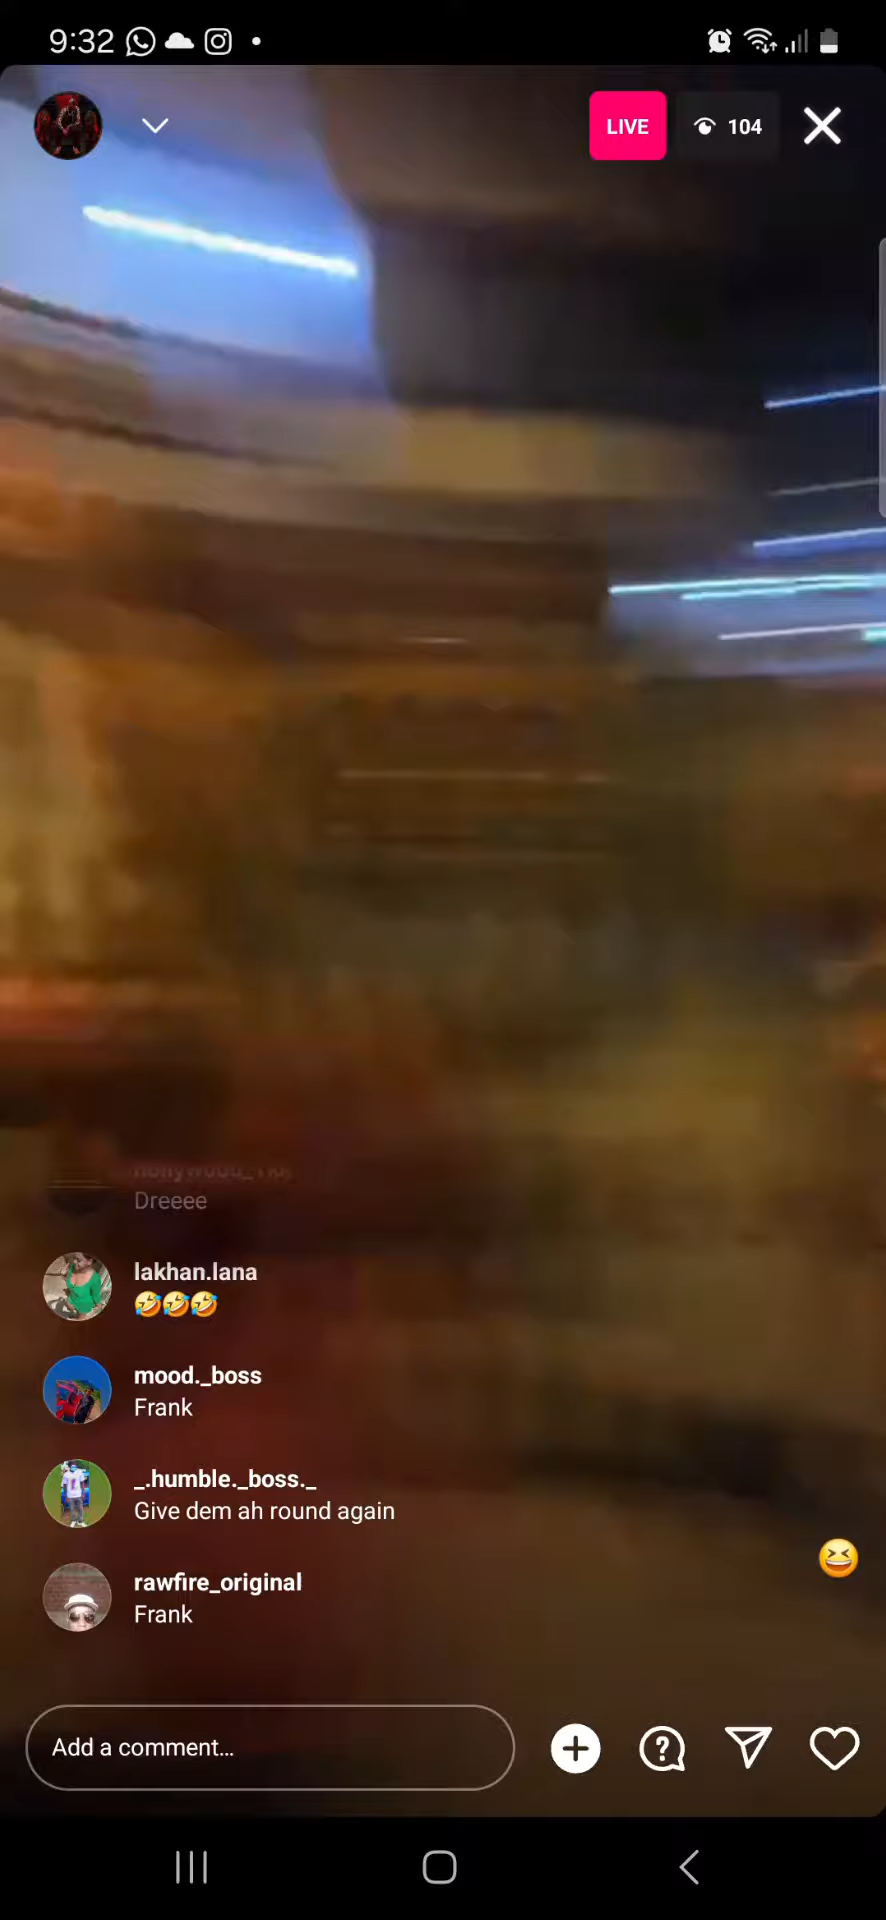 9:32
LIVE
104
Dreeee
lakhan.lana
🤣🤣🤣
mood._boss
Frank
_.humble._boss._
Give dem ah round again
rawfire_original
Frank
Add a comment...